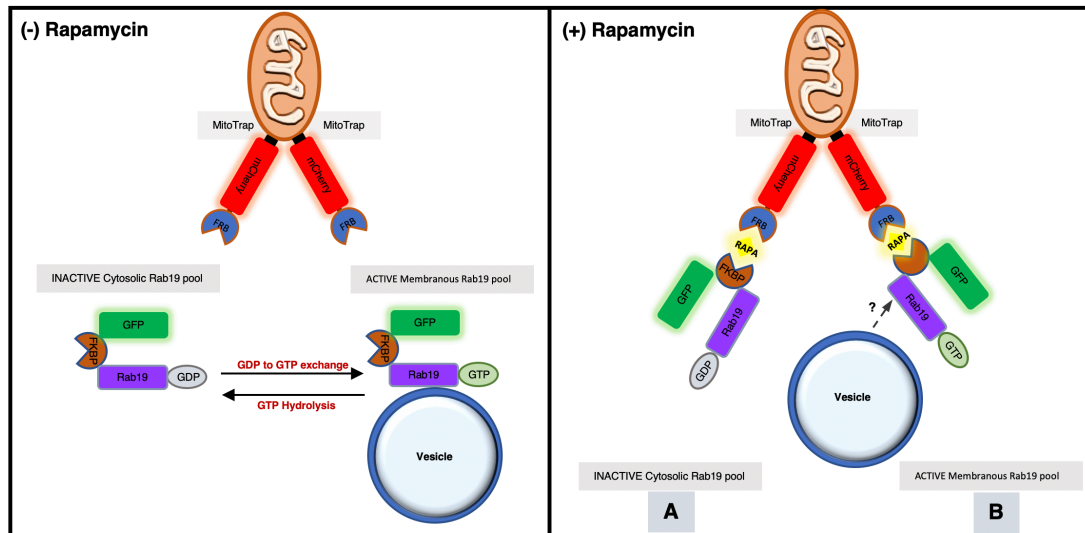 (-) Rapamycin
MitoTrap
MitoTrap
mCherry
mCherry
FRB
FRB
INACTIVE Cytosolic Rab19 pool
ACTIVE Membranous Rab19 pool
GFP
FKBP
Rab19
GDP
GDP to GTP exchange
GTP Hydrolysis
GFP
FKBP
Rab19
GTP
Vesicle
(+) Rapamycin
MitoTrap
MitoTrap
mCherry
mCherry
FRB
FRB
RAPA
RAPA
GFP
FKBP
Rab19
GDP
GFP
?
Rab19
GTP
Vesicle
INACTIVE Cytosolic Rab19 pool
ACTIVE Membranous Rab19 pool
A
B